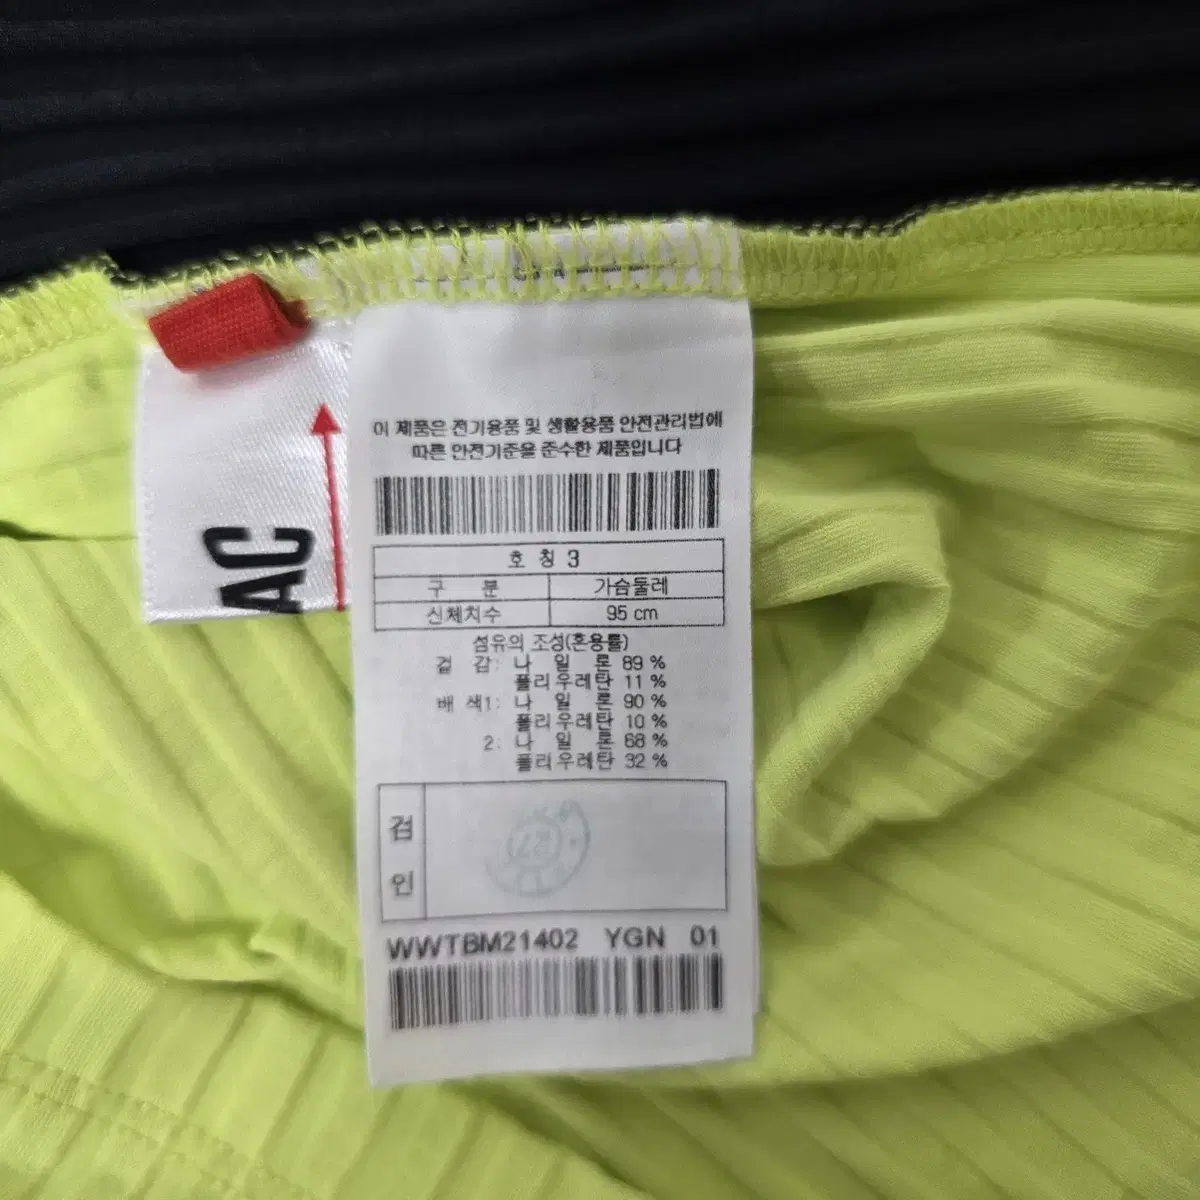 이 제품은 전기용품 및 생활용품 안전관리법에
따른 안전기준을 준수한 제품입니다
호 칭 3
구 분 가슴둘레
신체치수 95 cm
섬유의 조성(혼용률)
겉 감: 나 일 론 89 %
폴리우레탄 11 %
배 색1: 나 일 론 90 %
폴리우레탄 10 %
2: 나 일 론 68 %
폴리우레탄 32 %
검
인
WWTBM21402 YGN 01
AC